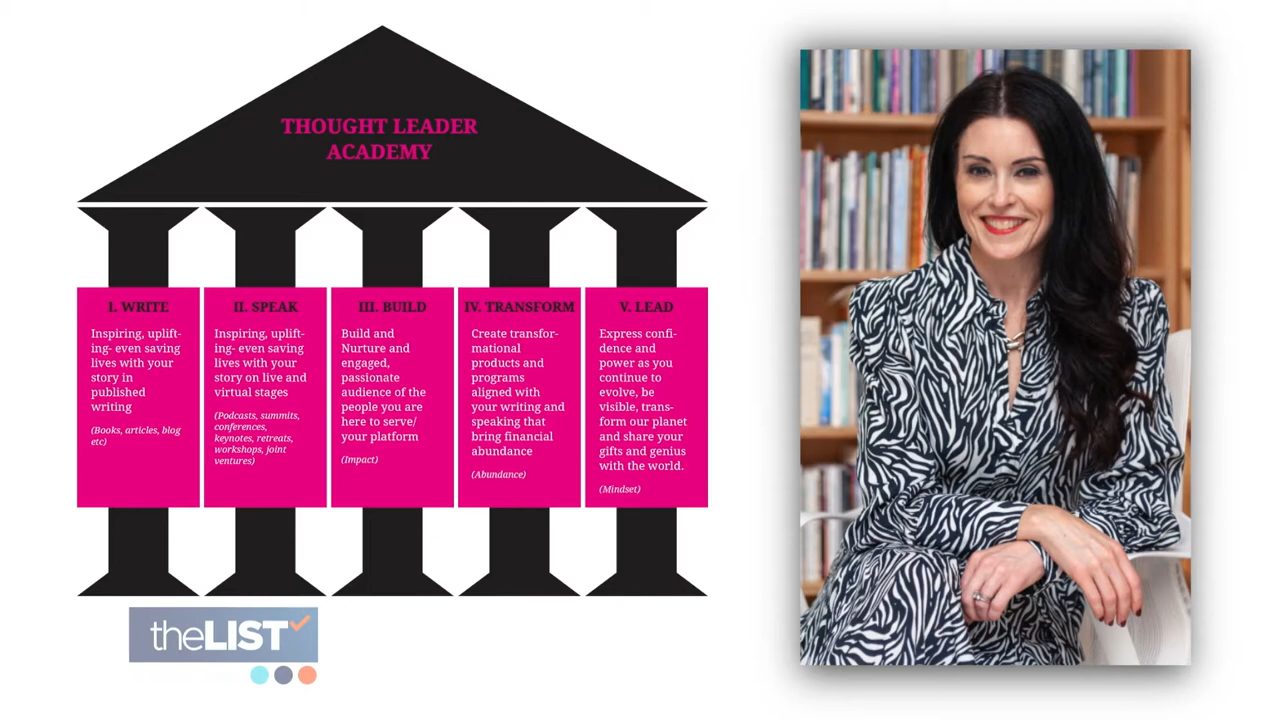 THOUGHT LEADER
ACADEMY
I. WRITE
Inspiring, uplift-
ing- even saving
lives with your
story in
published
writing
(Books, articles, blog
etc)
II. SPEAK
Inspiring, uplift-
ing- even saving
lives with your
story on live and
virtual stages
(Podcasts, summits,
conferences,
keynotes, retreats,
workshops, joint
ventures)
III. BUILD
Build and
Nurture and
engaged,
passionate
audience of the
people you are
here to serve/
your platform
(Impact)
IV. TRANSFORM
Create transfor-
mational
products and
programs
aligned with
your writing and
speaking that
bring financial
abundance
(Abundance)
V. LEAD
Express confi-
dence and
power as you
continue to
evolve, be
visible, trans-
form our planet
and share your
gifts and genius
with the world.
(Mindset)
theLIST